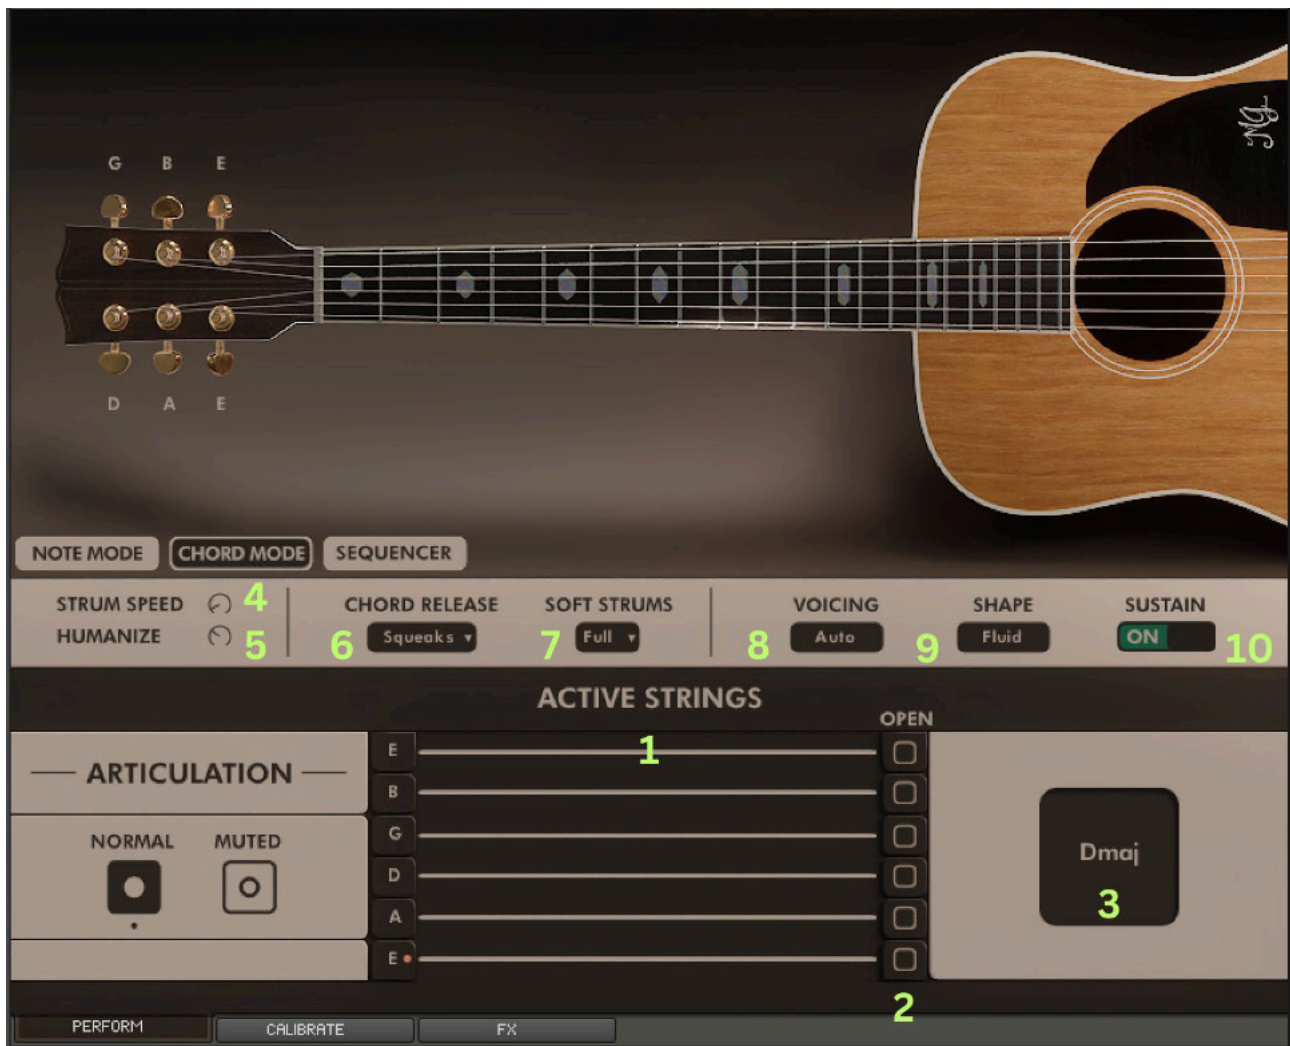 MG
G B E
D A E
NOTE MODE CHORD MODE SEQUENCER
STRUM SPEED 4 CHORD RELEASE SOFT STRUMS VOICING SHAPE SUSTAIN
HUMANIZE 5 6 Squeaks 7 Full 8 Auto 9 Fluid ON 10
ACTIVE STRINGS
OPEN
E 1
ARTICULATION
B
NORMAL MUTED
G
Dmaj
D
3
A
E
2
PERFORM CALIBRATE FX